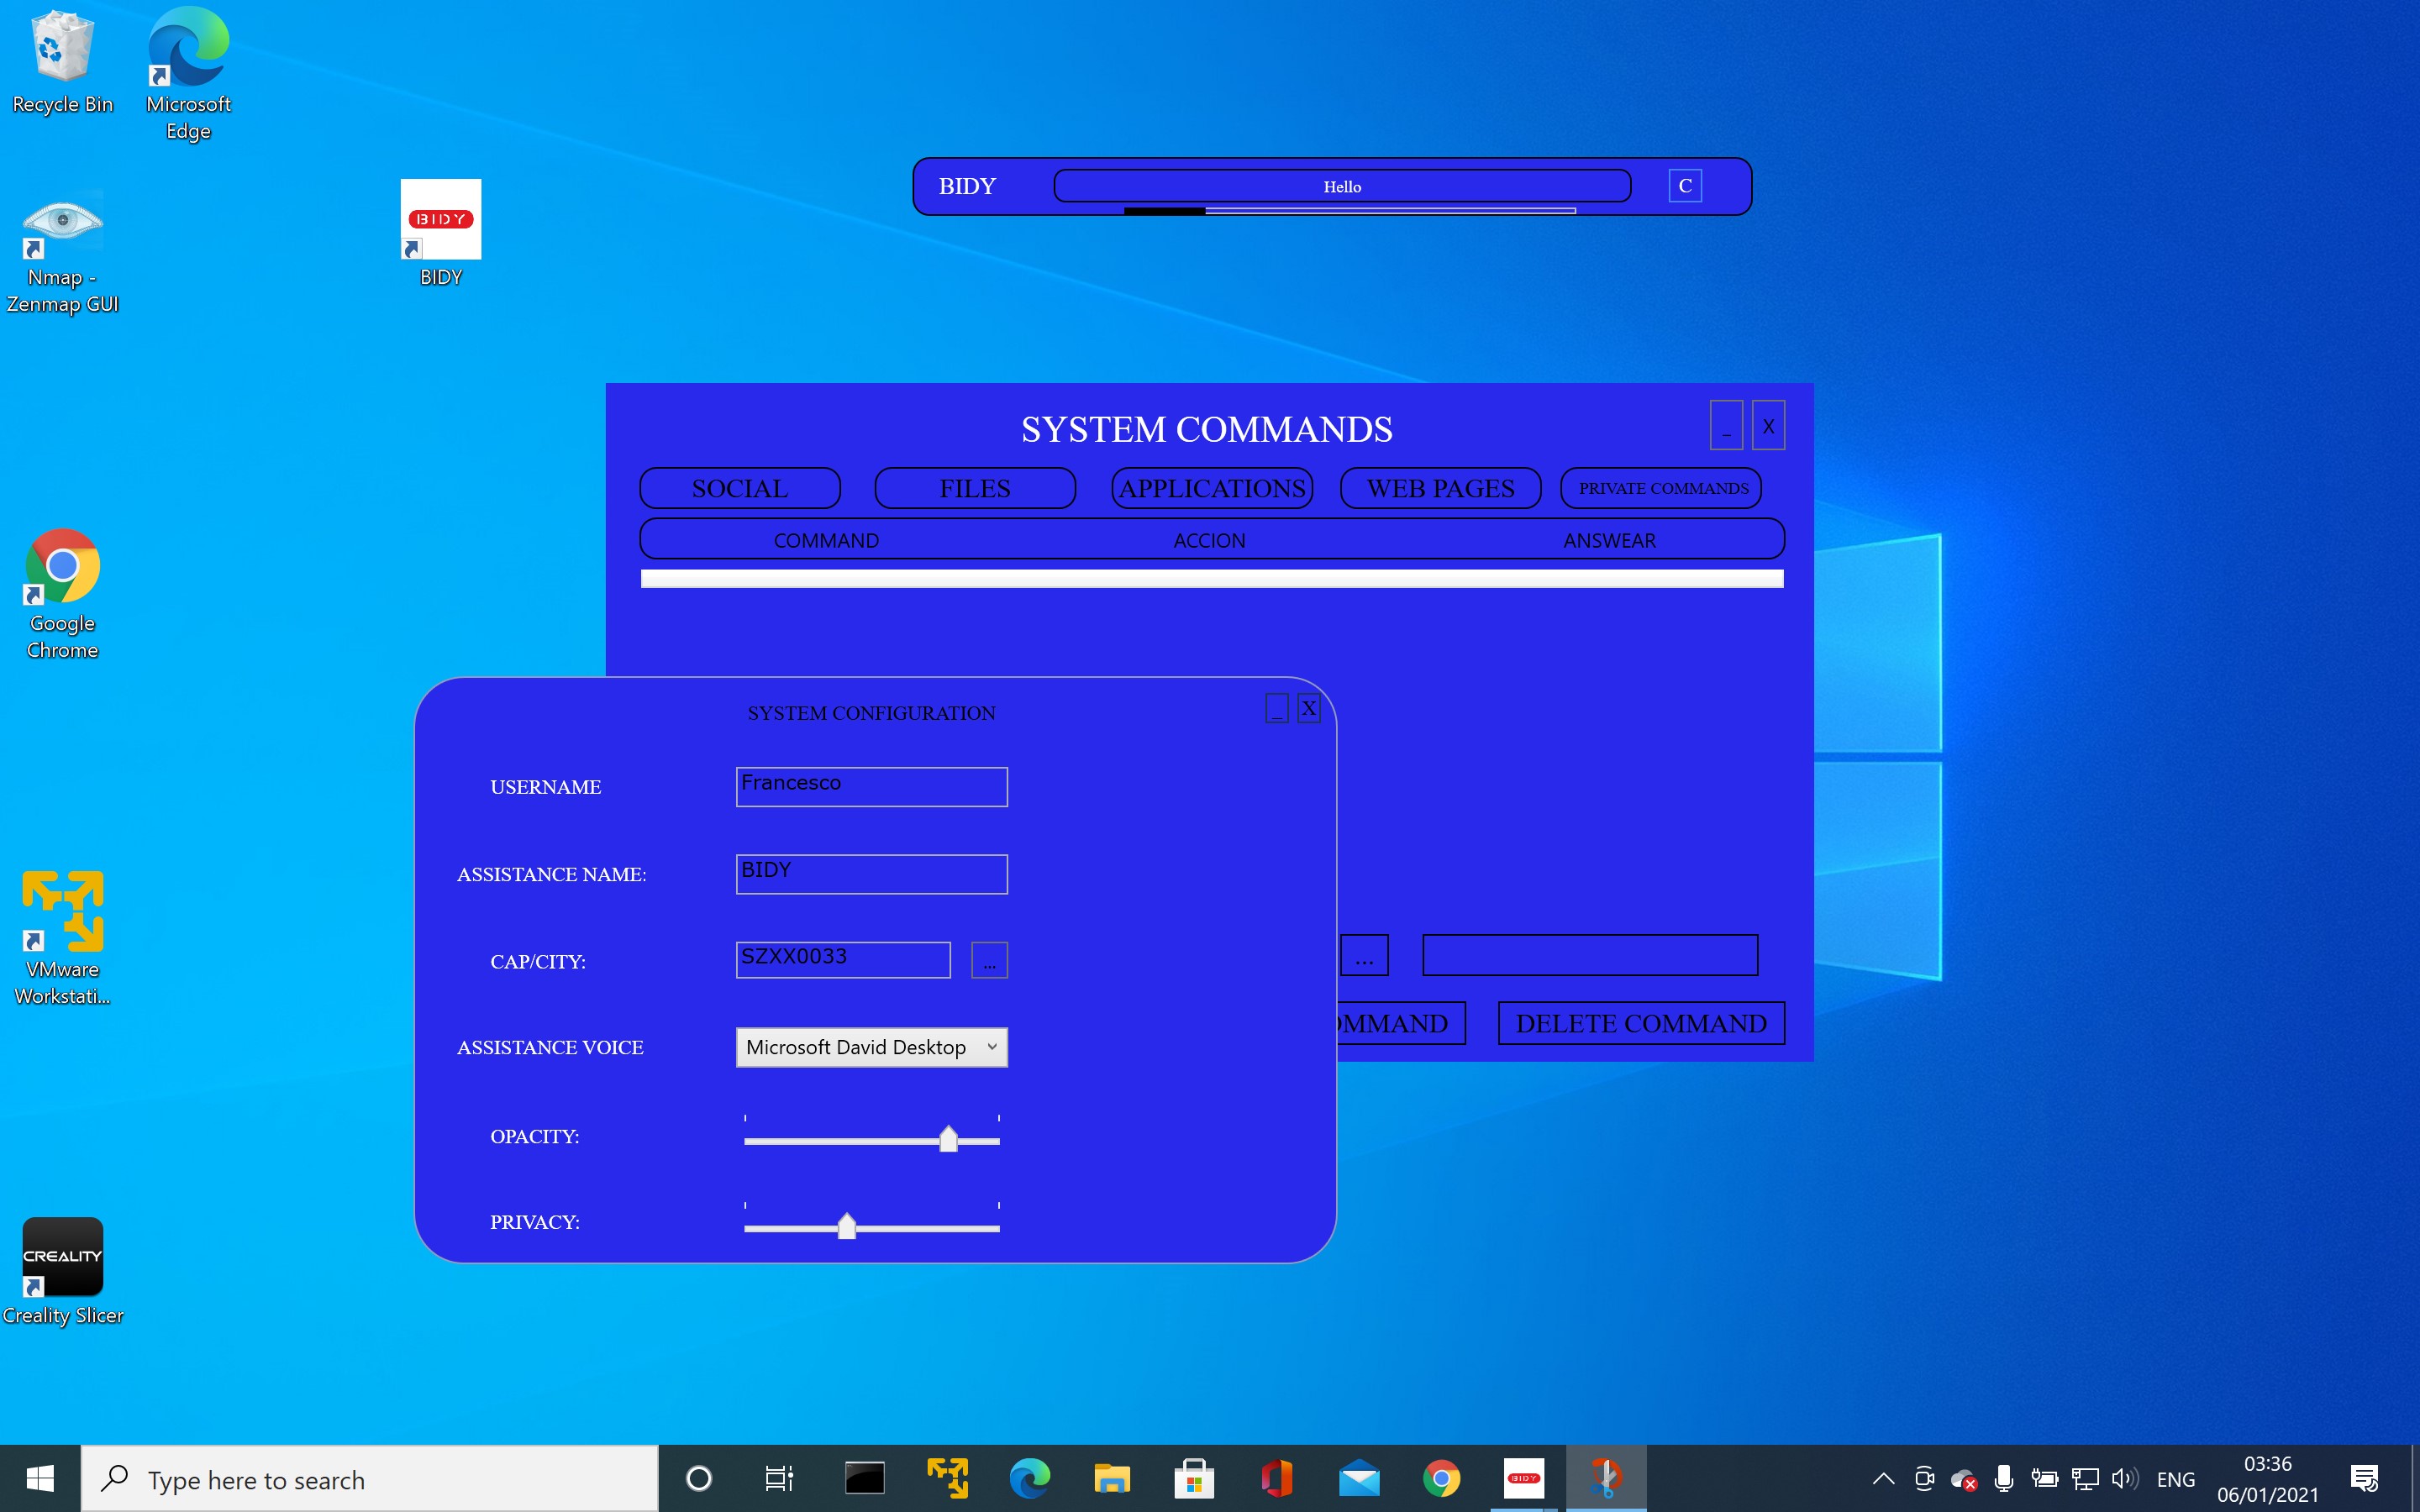 Recycle Bin
Microsoft
Edge
Nmap -
Zenmap GUI
BIDY
BIDY
Google
Chrome
VMware
Workstati...
CREALITY
Creality Slicer
BIDY
Hello
C
SYSTEM COMMANDS
_
X
SOCIAL
FILES
APPLICATIONS
WEB PAGES
PRIVATE COMMANDS
COMMAND
ACCION
ANSWEAR
...
OMMAND
DELETE COMMAND
SYSTEM CONFIGURATION
_
X
USERNAME
Francesco
ASSISTANCE NAME:
BIDY
CAP/CITY:
SZXX0033
...
ASSISTANCE VOICE
Microsoft David Desktop
OPACITY:
PRIVACY:
Type here to search
BIDY
ENG
03:36
06/01/2021